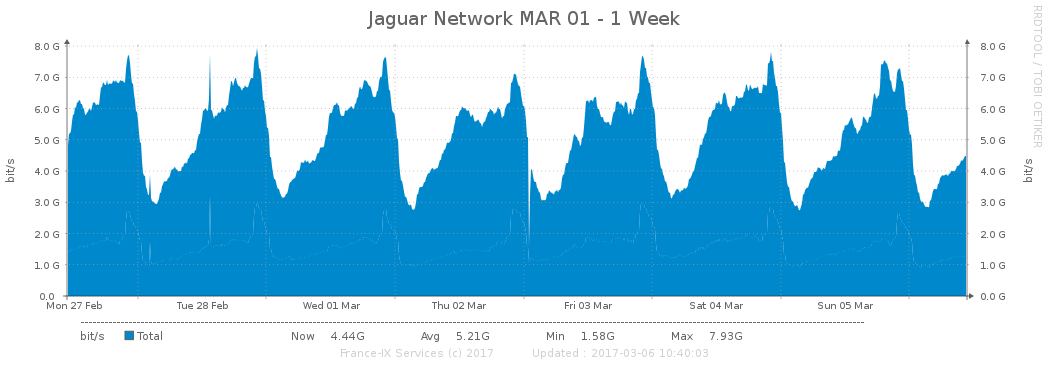 Jaguar Network MAR 01 - 1 Week
RRDTOOL / TOBI OETIKER
bit/s
8.0 G
7.0 G
6.0 G
5.0 G
4.0 G
3.0 G
2.0 G
1.0 G
0.0
8.0 G
7.0 G
6.0 G
5.0 G
4.0 G
3.0 G
2.0 G
1.0 G
0.0 G
bit/s
Mon 27 Feb Tue 28 Feb Wed 01 Mar Thu 02 Mar Fri 03 Mar Sat 04 Mar Sun 05 Mar
bit/s Total Now 4.44G Avg 5.21G Min 1.58G Max 7.93G
France-IX Services (c) 2017 Updated : 2017-03-06 10:40:03